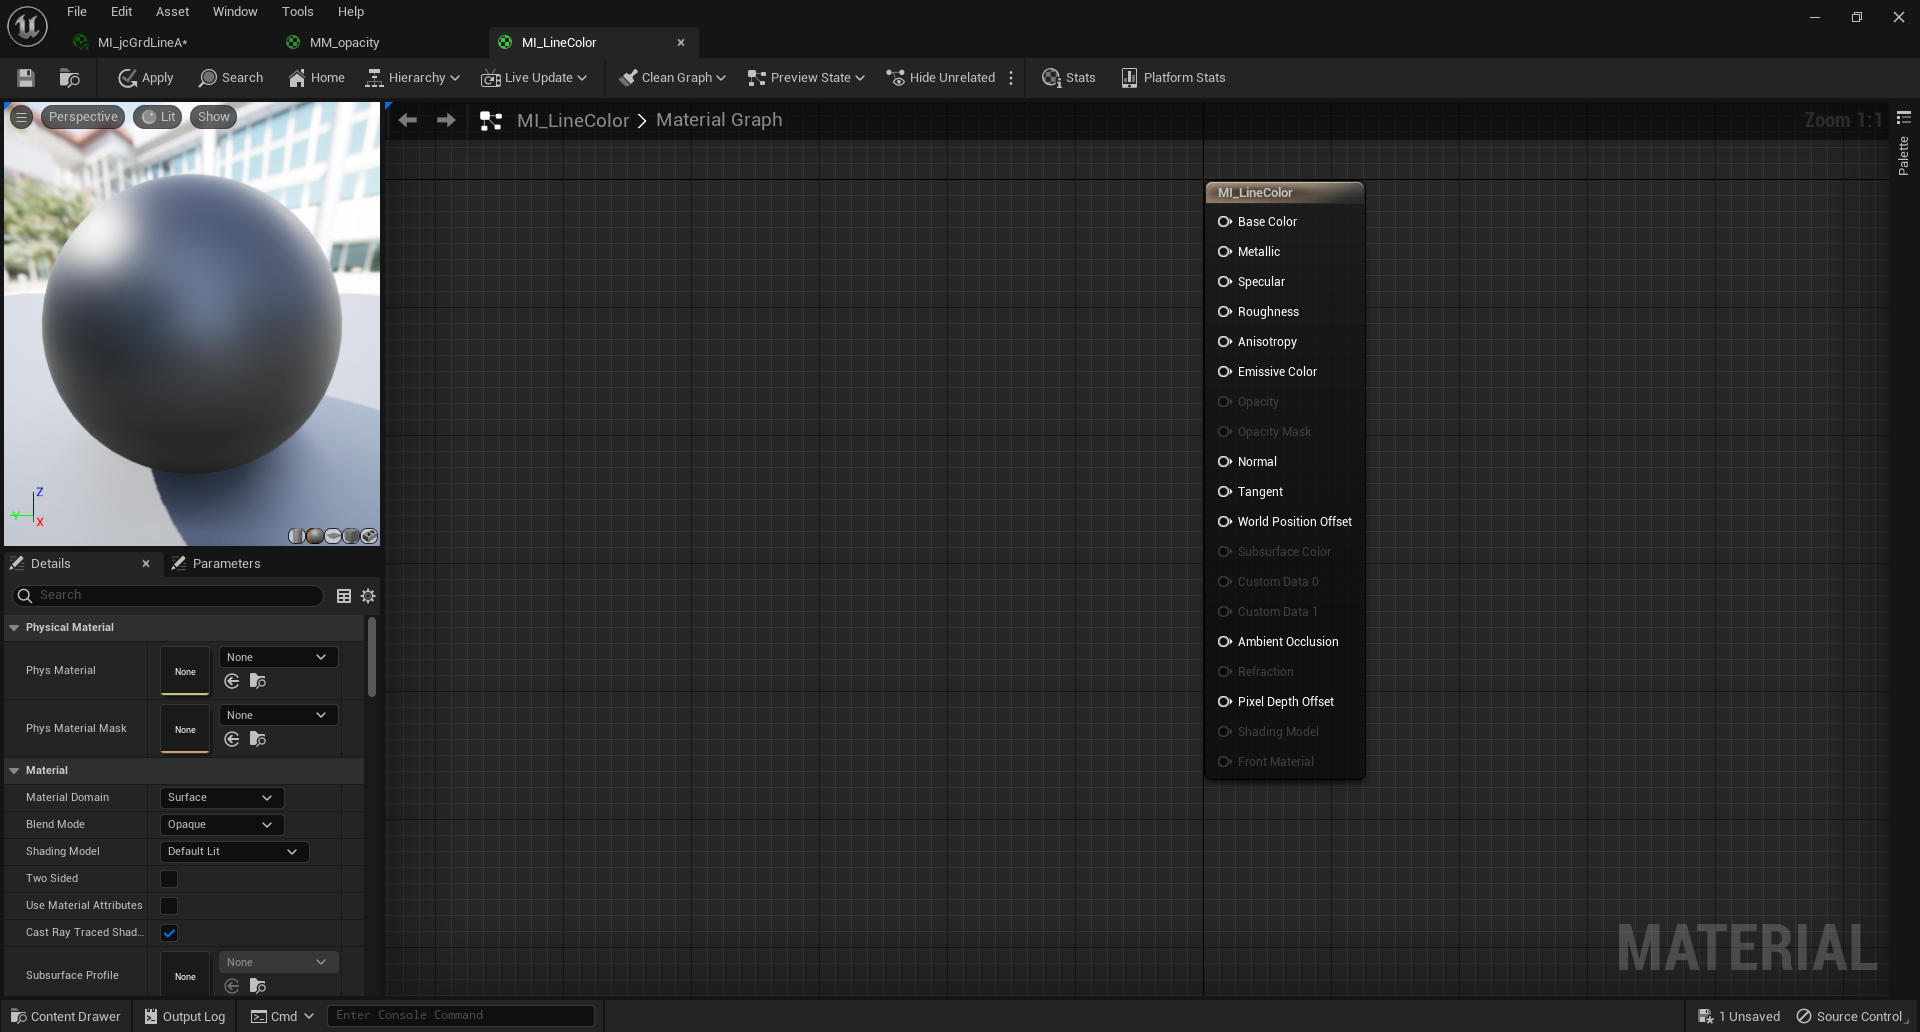 File Edit Asset Window Tools Help
MI_jcGrdLineA* MM_opacity MI_LineColor
Apply Search Home Hierarchy Live Update Clean Graph Preview State Hide Unrelated Stats Platform Stats
Perspective Lit Show
MI_LineColor Material Graph
Zoom 1:1
Palette
MI_LineColor
Base Color
Metallic
Specular
Roughness
Anisotropy
Emissive Color
Opacity
Opacity Mask
Normal
Tangent
World Position Offset
Subsurface Color
Custom Data 0
Custom Data 1
Ambient Occlusion
Refraction
Pixel Depth Offset
Shading Model
Front Material
Z
Y
X
Details Parameters
Search
Physical Material
Phys Material None None
Phys Material Mask None None
Material
Material Domain Surface
Blend Mode Opaque
Shading Model Default Lit
Two Sided
Use Material Attributes
Cast Ray Traced Shad...
Subsurface Profile None None
MATERIAL
Content Drawer Output Log Cmd Enter Console Command 1 Unsaved Source Control